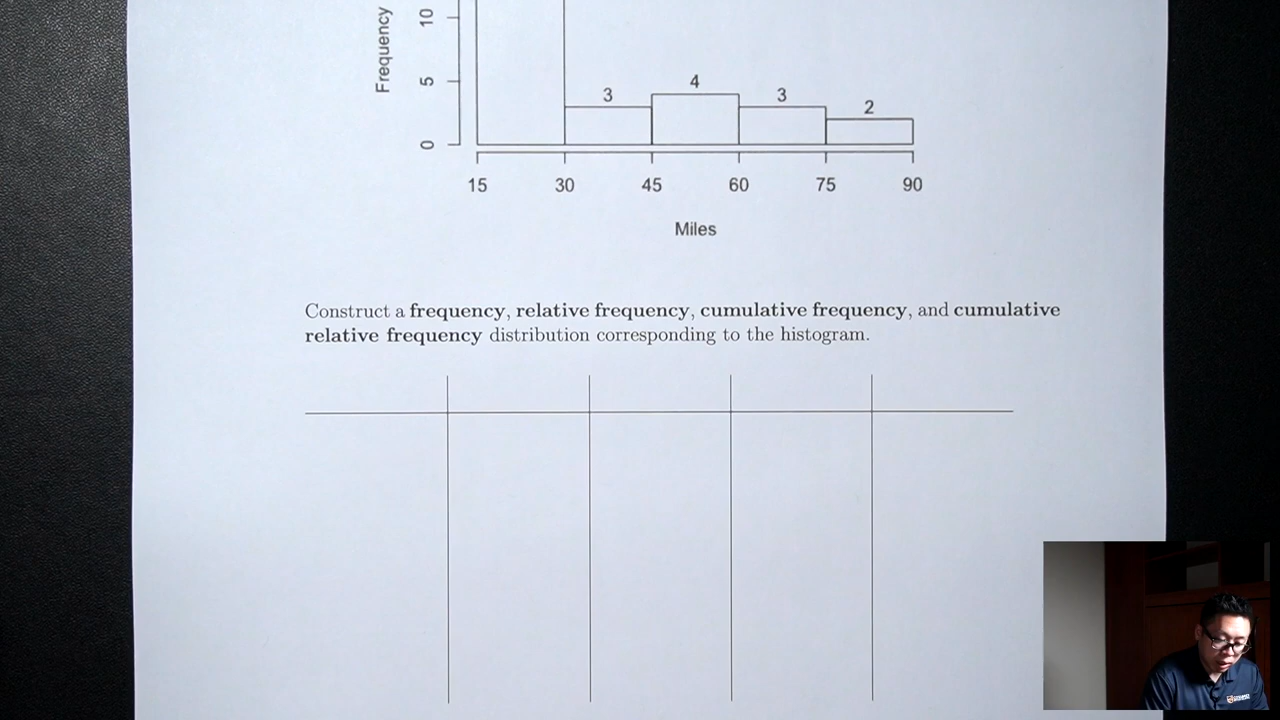 Frequency
10
5
0
3
4
3
2
15 30 45 60 75 90
Miles
Construct a frequency, relative frequency, cumulative frequency, and cumulative
relative frequency distribution corresponding to the histogram.